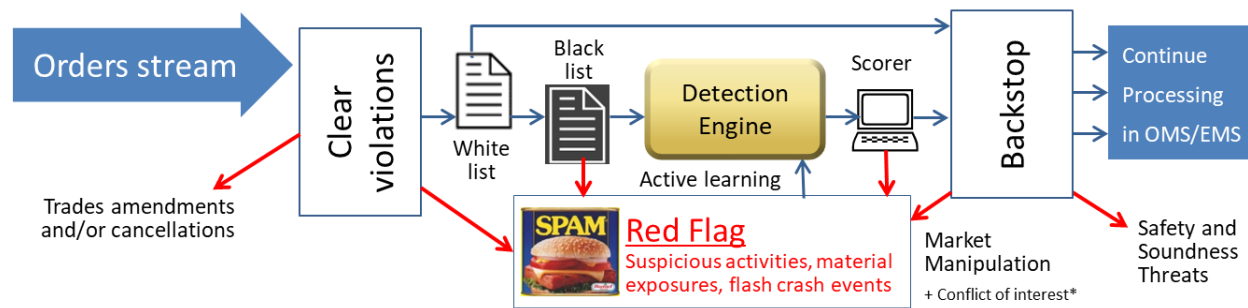 Orders stream
Clear
violations
White
list
Black
list
Detection
Engine
Scorer
Backstop
Continue
Processing
in OMS/EMS
Trades amendments
and/or cancellations
Active learning
SPAM
Red Flag
Suspicious activities, material
exposures, flash crash events
Market
Manipulation
+ Conflict of interest*
Safety and
Soundness
Threats